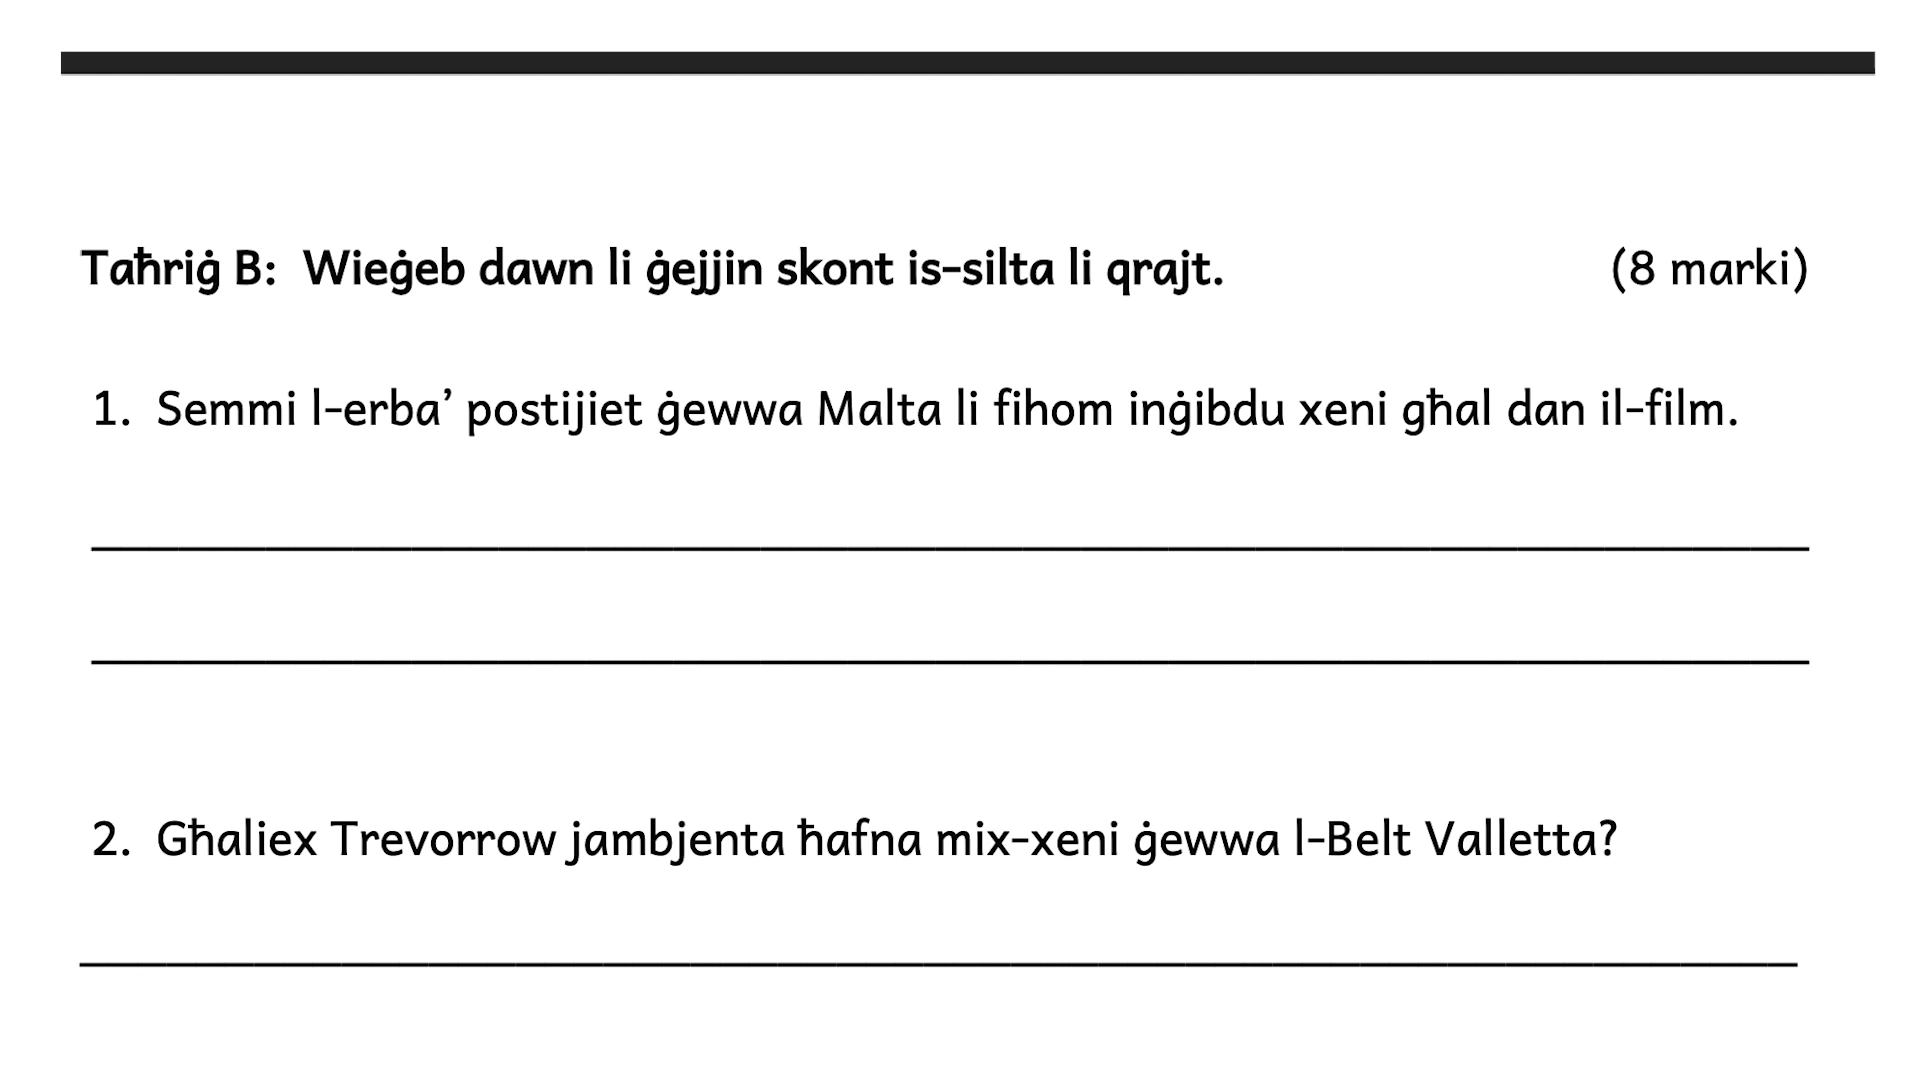 Taħriġ B: Wieġeb dawn li ġejjin skont is-silta li qrajt. (8 marki)
1. Semmi l-erba’ postijiet ġewwa Malta li fihom inġibdu xeni għal dan il-film.
2. Għaliex Trevorrow jambjenta ħafna mix-xeni ġewwa l-Belt Valletta?